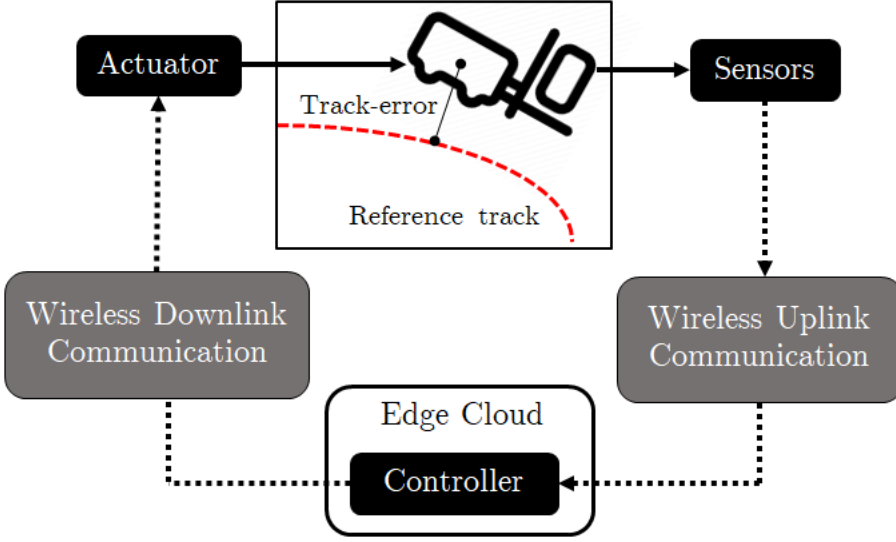 Actuator
Sensors
Track-error
Reference track
Wireless Downlink
Communication
Wireless Uplink
Communication
Edge Cloud
Controller